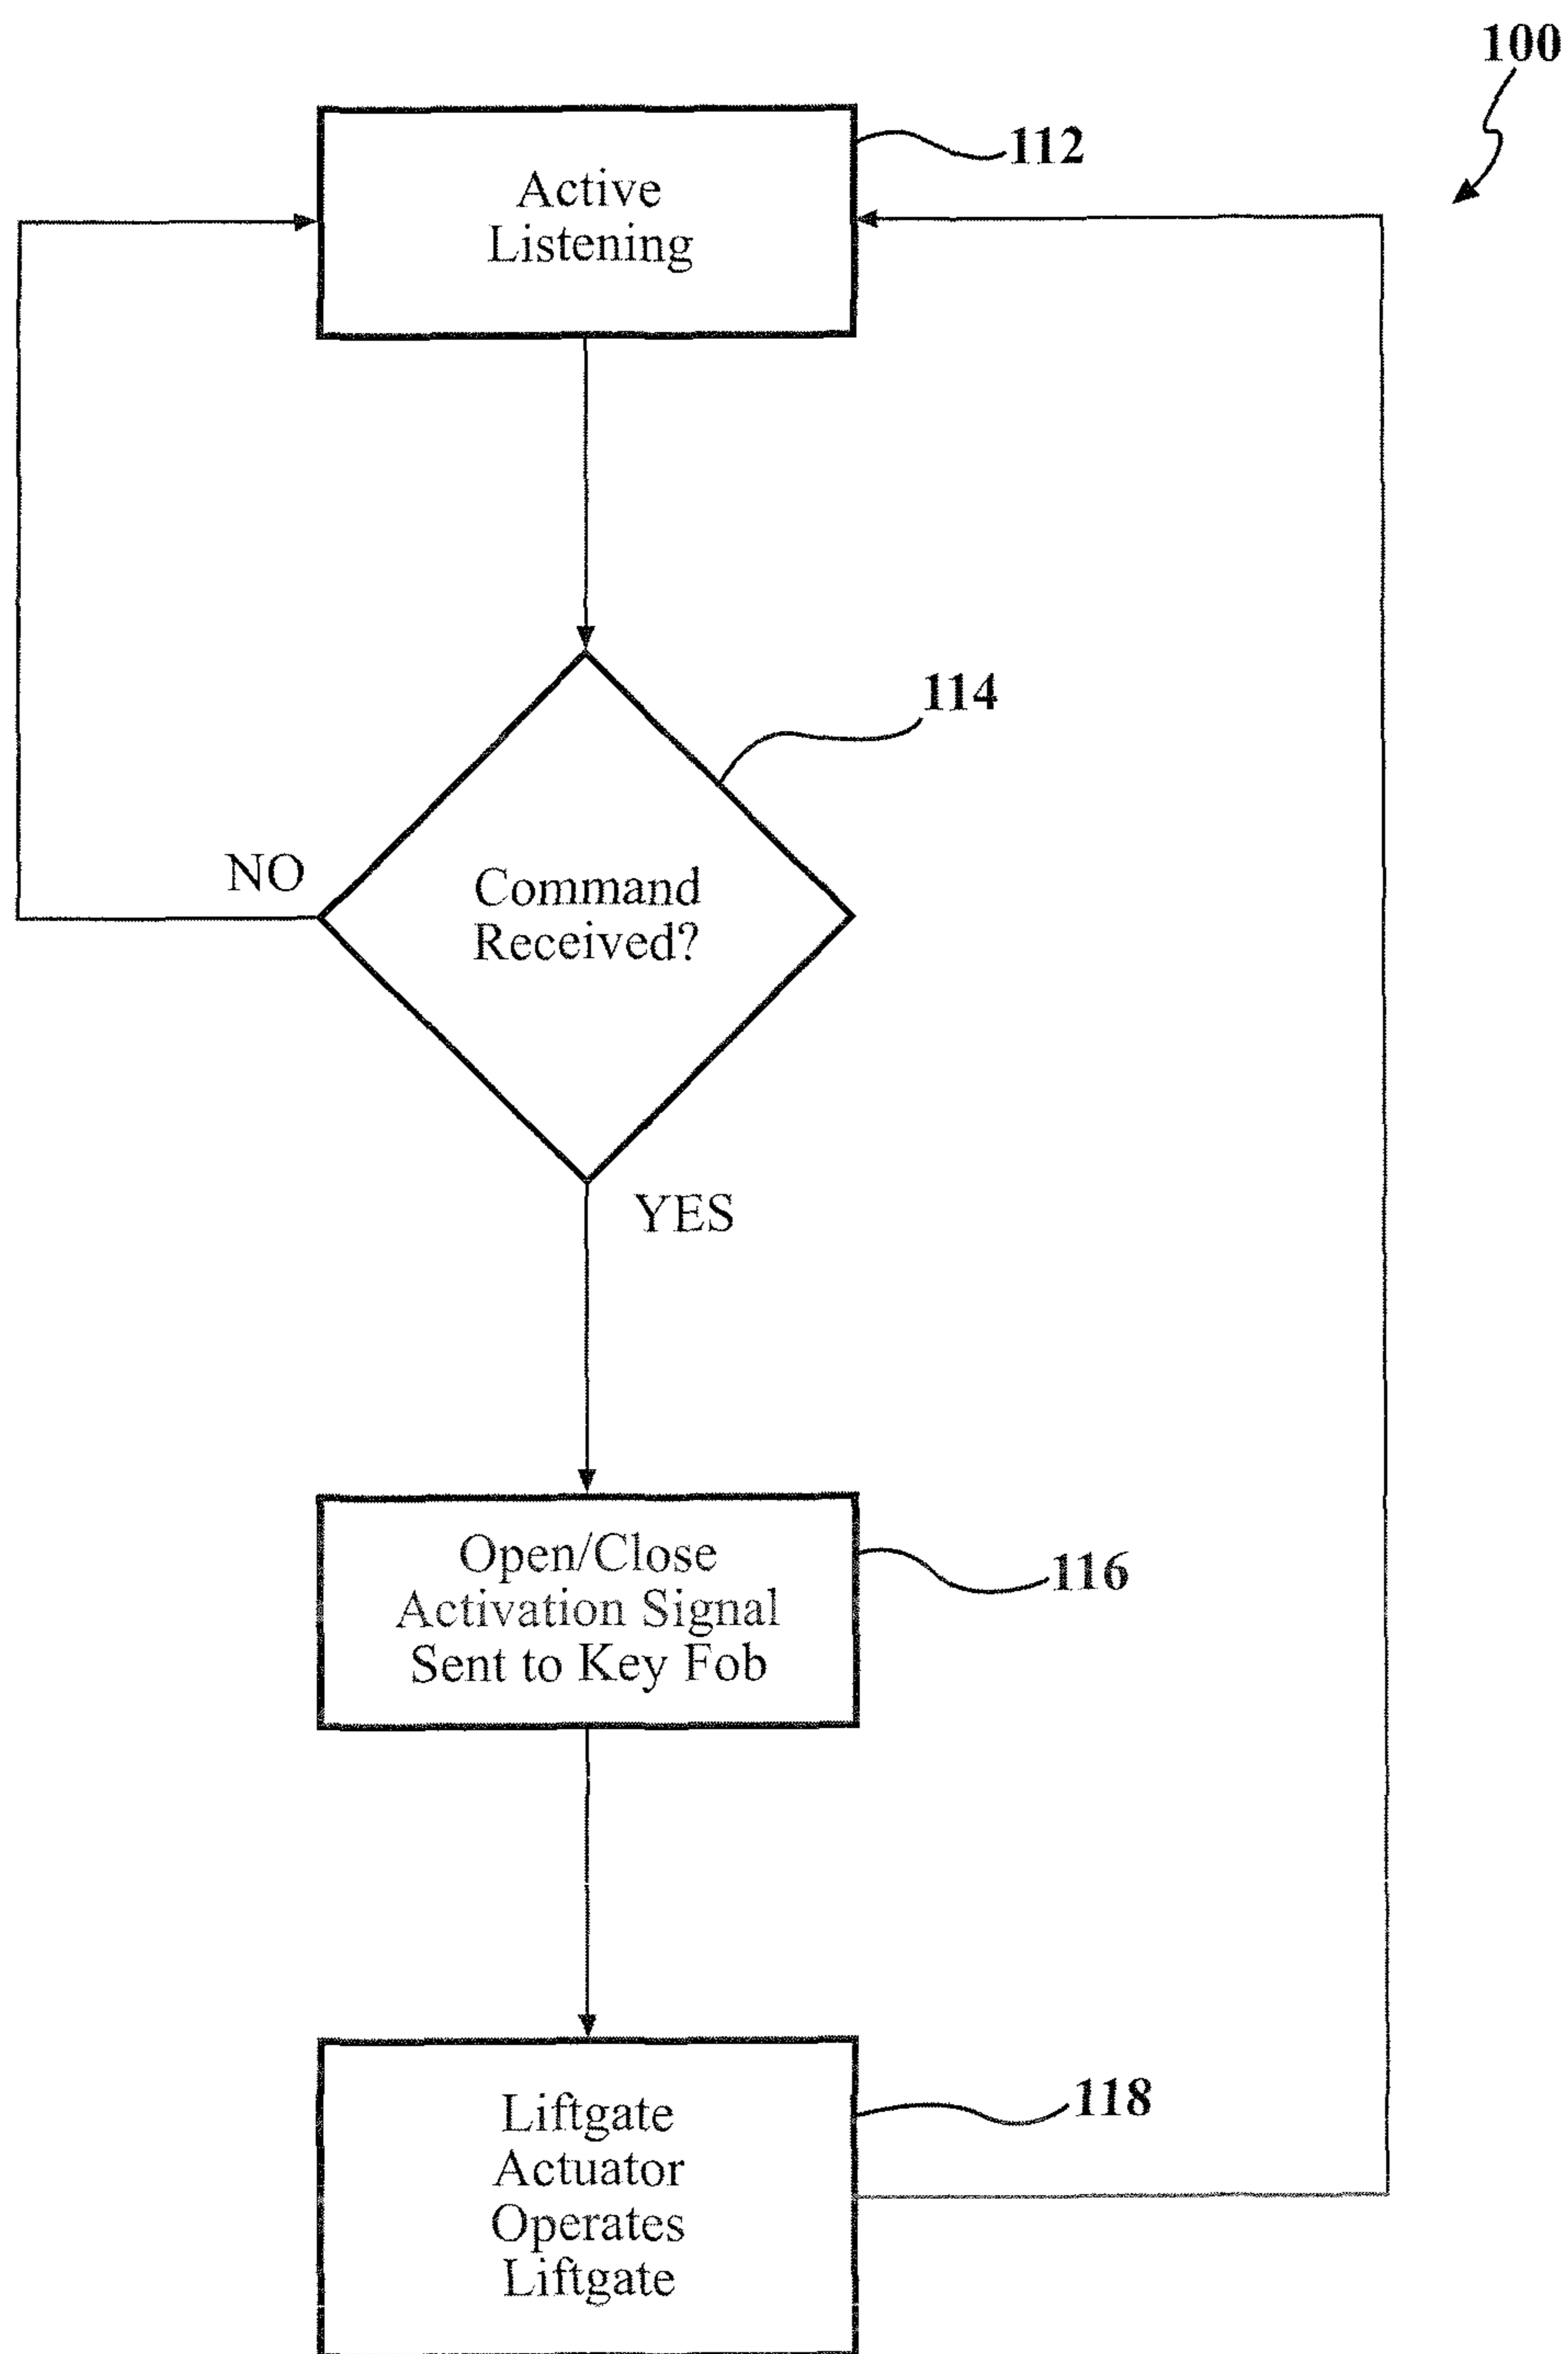 100
112
Active
Listening
114
NO
Command
Received?
YES
Open/Close
Activation Signal
Sent to Key Fob
116
Liftgate
Actuator
Operates
Liftgate
118